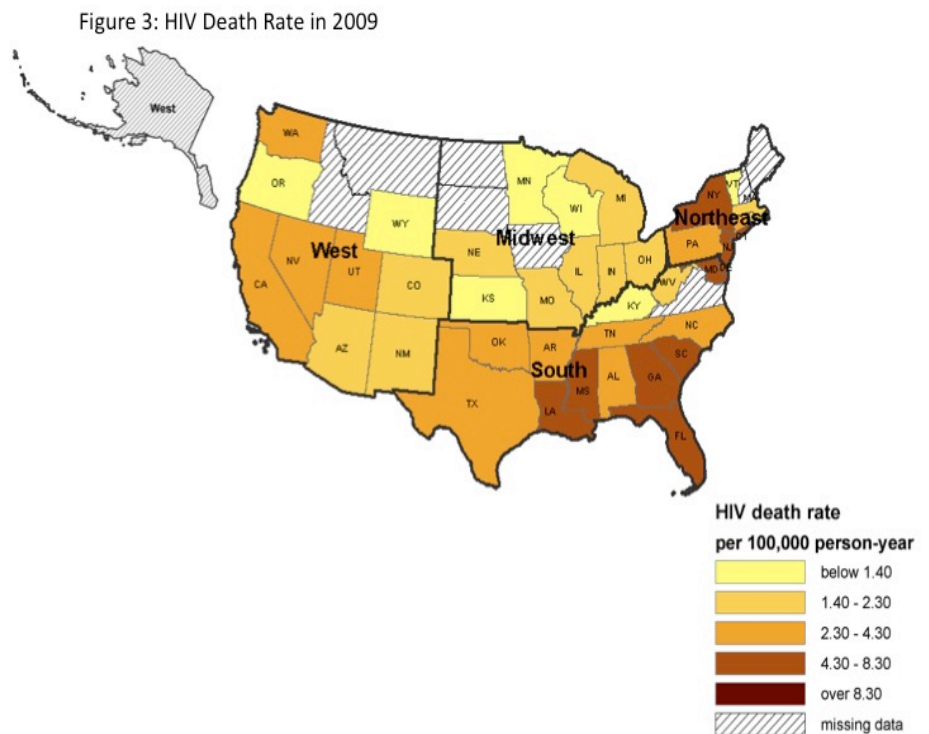 Figure 3: HIV Death Rate in 2009
West
WA
OR
MN
WI
MI
NY
VT
Northeast
WY
Midwest
West
NV
UT
CA
CO
NE
IL
IN
OH
PA
NJ
MD
DE
WV
KS
MO
KY
AZ
NM
OK
AR
TN
NC
South
TX
LA
MS
AL
GA
SC
FL
HIV death rate
per 100,000 person-year
below 1.40
1.40 - 2.30
2.30 - 4.30
4.30 - 8.30
over 8.30
missing data